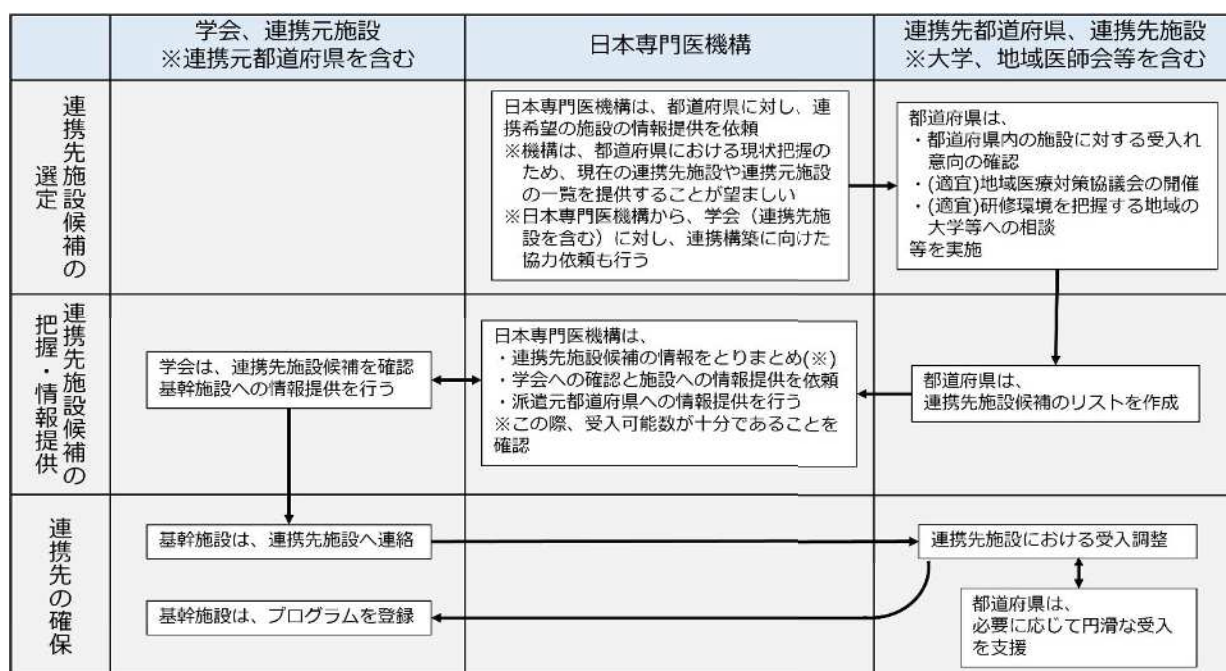 学会、連携元施設
※連携元都道府県を含む
日本専門医機構
連携先都道府県、連携先施設
※大学、地域医師会等を含む
連携先施設候補の
選定
日本専門医機構は、都道府県に対し、連
携希望の施設の情報提供を依頼
※機構は、都道府県における現状把握の
ため、現在の連携先施設や連携元施設
の一覧を提供することが望ましい
※日本専門医機構から、学会（連携先施
設を含む）に対し、連携構築に向けた
協力依頼も行う
都道府県は、
・都道府県内の施設に対する受入れ
意向の確認
・(適宜)地域医療対策協議会の開催
・(適宜)研修環境を把握する地域の
大学等への相談
等を実施
連携先施設候補の
把握・情報提供
学会は、連携先施設候補を確認
基幹施設への情報提供を行う
日本専門医機構は、
・連携先施設候補の情報をとりまとめ(※)
・学会への確認と施設への情報提供を依頼
・派遣元都道府県への情報提供を行う
※この際、受入可能数が十分であることを
確認
都道府県は、
連携先施設候補のリストを作成
連携先の確保
基幹施設は、連携先施設へ連絡
連携先施設における受入調整
基幹施設は、プログラムを登録
都道府県は、
必要に応じて円滑な受入
を支援